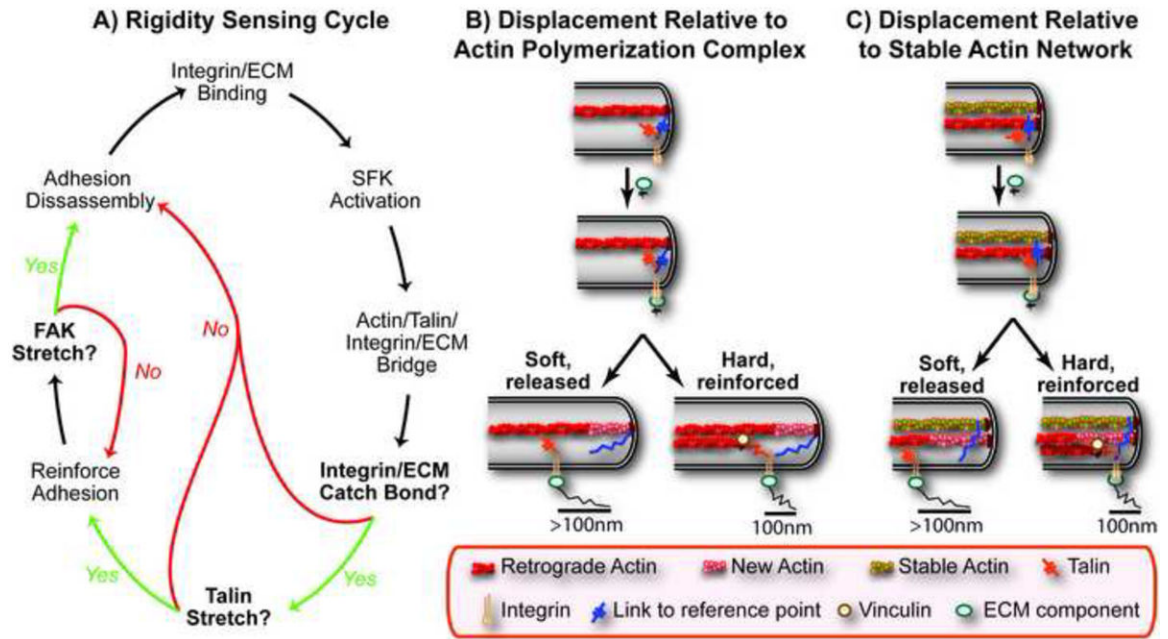 A) Rigidity Sensing Cycle
Integrin/ECM
Binding
SFK
Activation
Actin/Talin/
Integrin/ECM
Bridge
Integrin/ECM
Catch Bond?
Yes
No
Talin
Stretch?
Yes
Reinforce
Adhesion
FAK
Stretch?
No
Yes
Adhesion
Dissassembly
B) Displacement Relative to
Actin Polymerization Complex
Soft,
released
Hard,
reinforced
>100nm
100nm
C) Displacement Relative
to Stable Actin Network
Soft,
released
Hard,
reinforced
>100nm
100nm
Retrograde Actin
New Actin
Stable Actin
Talin
Integrin
Link to reference point
Vinculin
ECM component